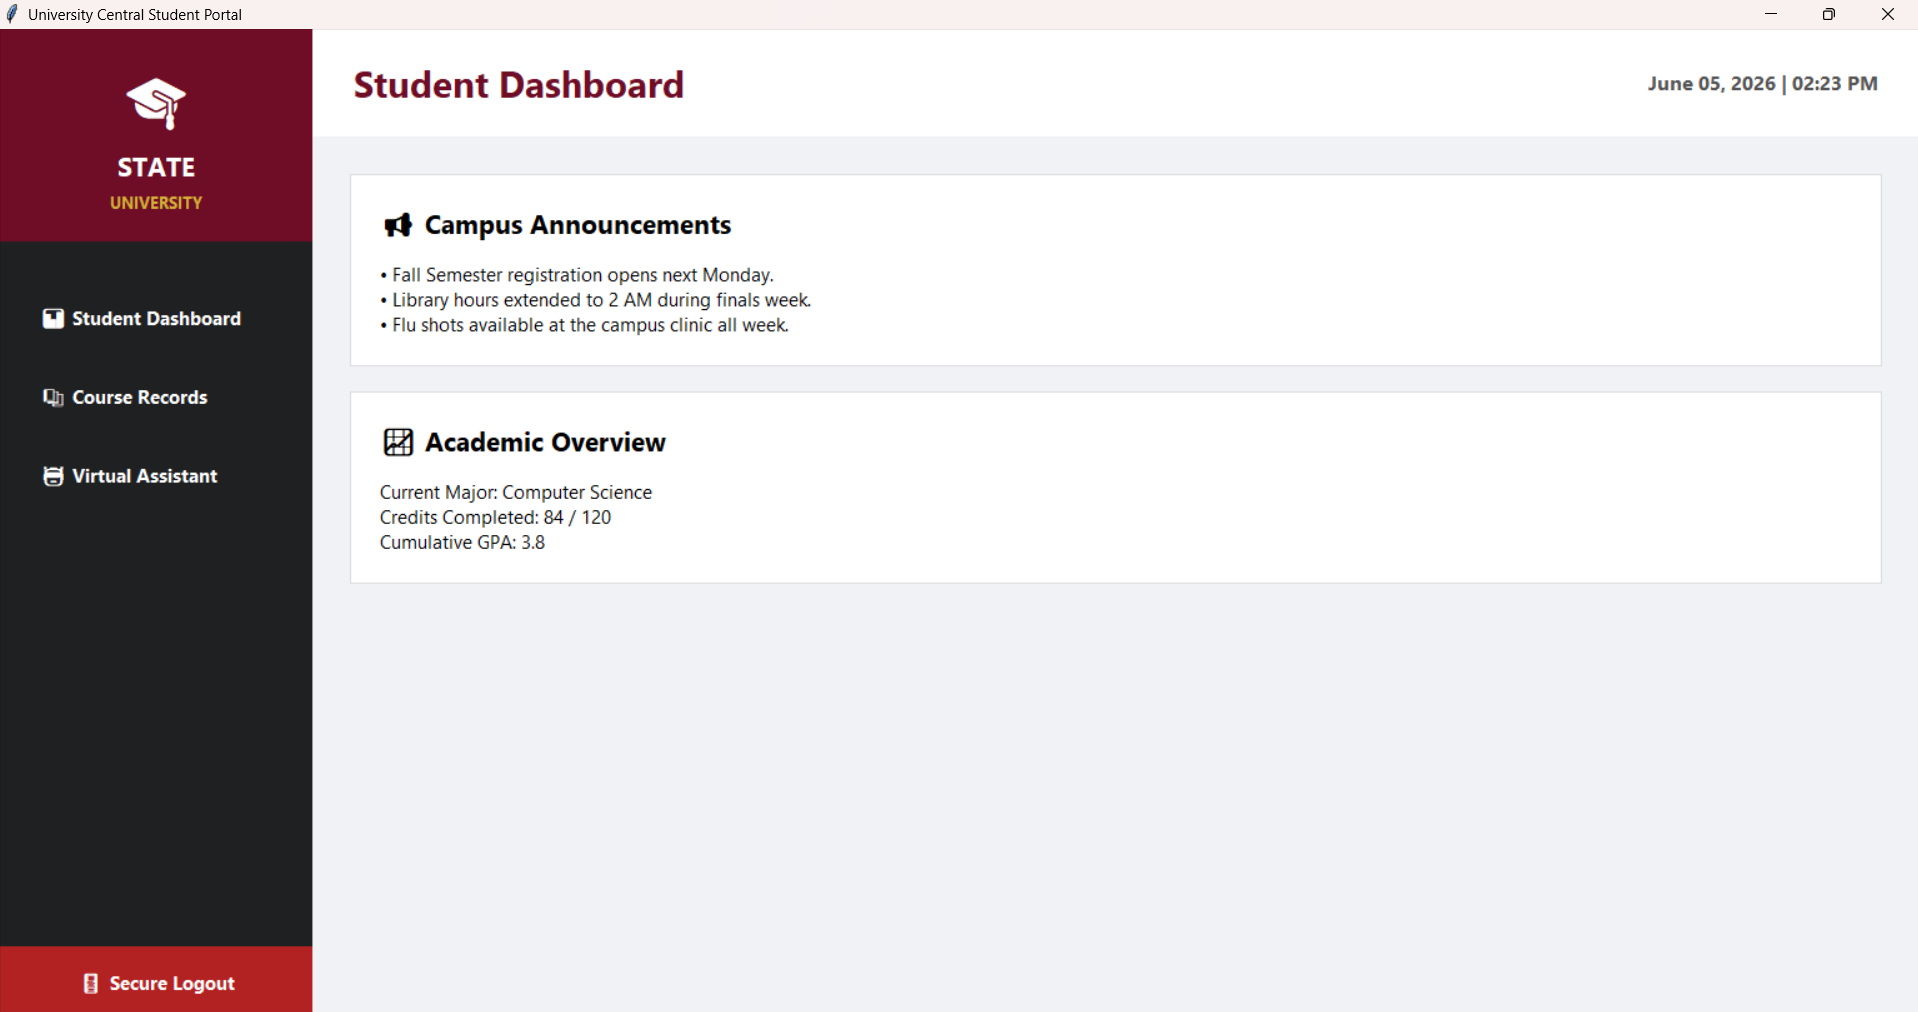 University Central Student Portal
STATE
UNIVERSITY
Student Dashboard
Course Records
Virtual Assistant
Secure Logout
Student Dashboard
June 05, 2026 | 02:23 PM
Campus Announcements
• Fall Semester registration opens next Monday.
• Library hours extended to 2 AM during finals week.
• Flu shots available at the campus clinic all week.
Academic Overview
Current Major: Computer Science
Credits Completed: 84 / 120
Cumulative GPA: 3.8